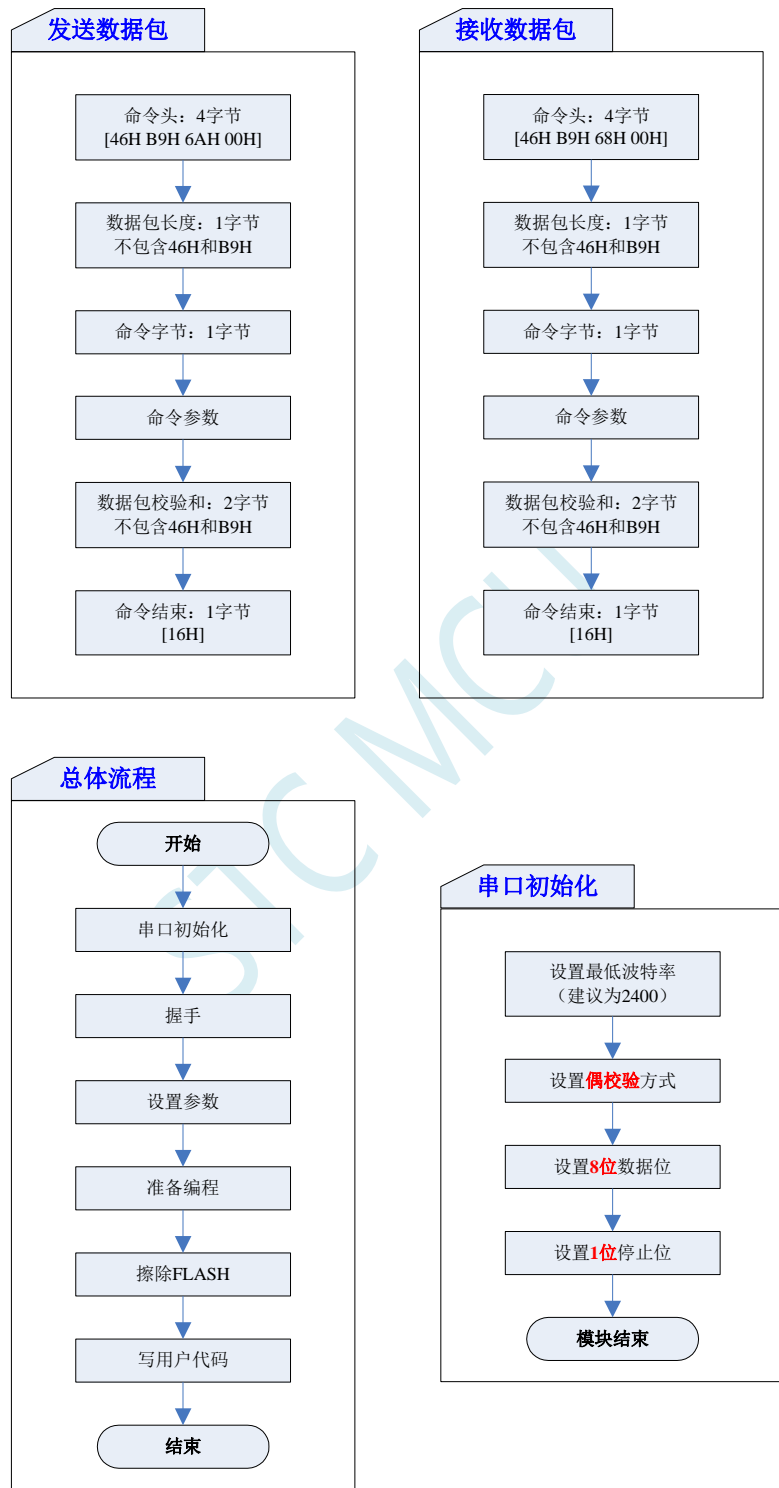 发送数据包
命令头：4字节
[46H B9H 6AH 00H]
数据包长度：1字节
不包含46H和B9H
命令字节：1字节
命令参数
数据包校验和：2字节
不包含46H和B9H
命令结束：1字节
[16H]
接收数据包
命令头：4字节
[46H B9H 68H 00H]
数据包长度：1字节
不包含46H和B9H
命令字节：1字节
命令参数
数据包校验和：2字节
不包含46H和B9H
命令结束：1字节
[16H]
STC MCU
总体流程
开始
串口初始化
握手
设置参数
准备编程
擦除FLASH
写用户代码
结束
串口初始化
设置最低波特率
（建议为2400）
设置偶校验方式
设置8位数据位
设置1位停止位
模块结束